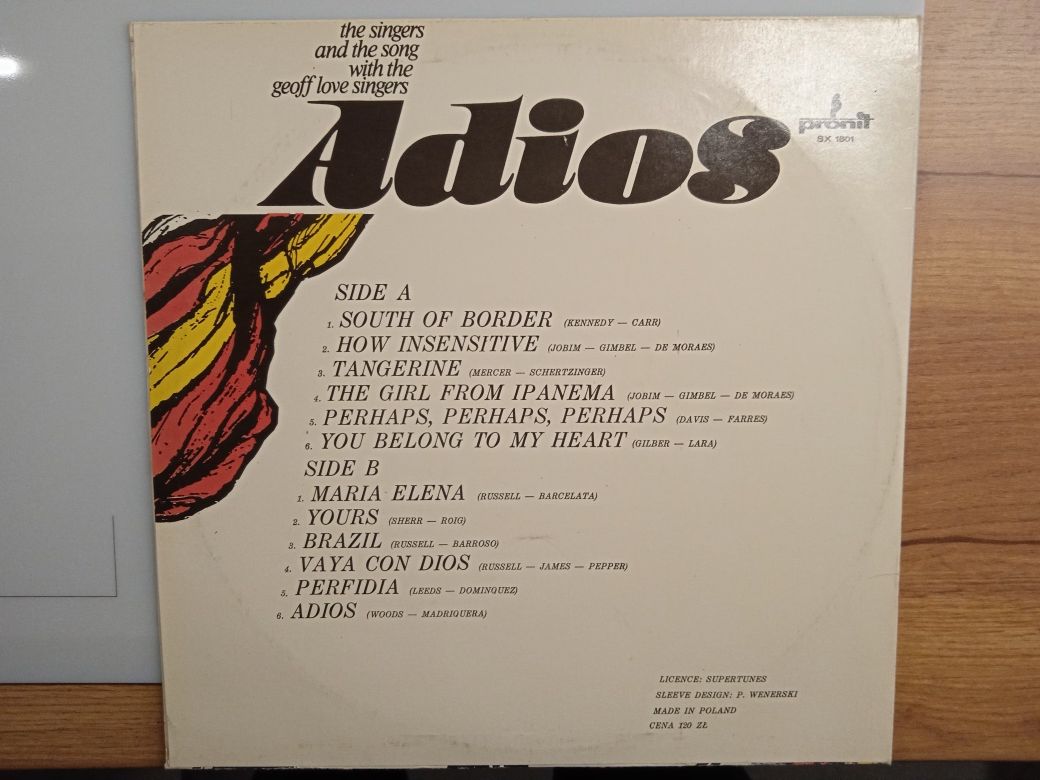 the singers
and the song
with the
geoff love singers
Adios
pronit
SX 1801
SIDE A
1. SOUTH OF BORDER (KENNEDY — CARR)
2. HOW INSENSITIVE (JOBIM — GIMBEL — DE MORAES)
3. TANGERINE (MERCER — SCHERTZINGER)
4. THE GIRL FROM IPANEMA (JOBIM — GIMBEL — DE MORAES)
5. PERHAPS, PERHAPS, PERHAPS (DAVIS — FARRES)
6. YOU BELONG TO MY HEART (GILBER — LARA)
SIDE B
1. MARIA ELENA (RUSSELL — BARCELATA)
2. YOURS (SHERR — ROIG)
3. BRAZIL (RUSSELL — BARROSO)
4. VAYA CON DIOS (RUSSELL — JAMES — PEPPER)
5. PERFIDIA (LEEDS — DOMINQUEZ)
6. ADIOS (WOODS — MADRIQUERA)
LICENCE: SUPERTUNES
SLEEVE DESIGN: P. WENERSKI
MADE IN POLAND
CENA 120 ZŁ